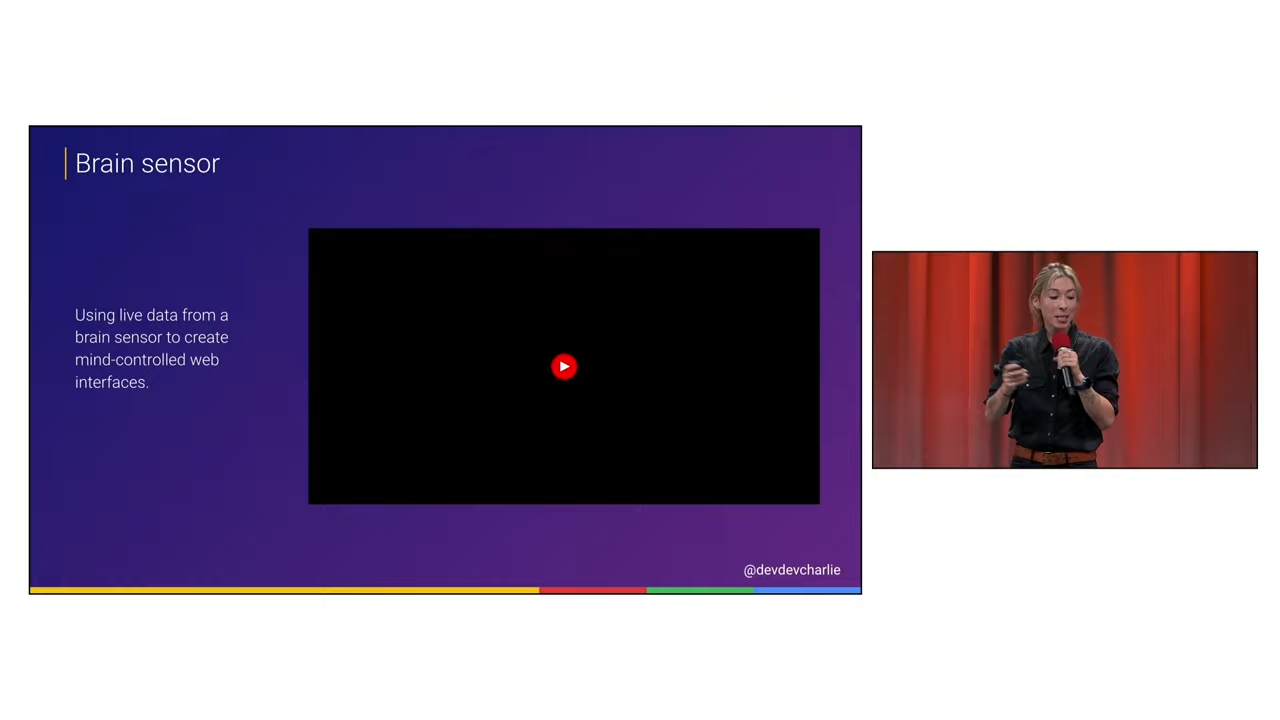 Brain sensor
Using live data from a
brain sensor to create
mind-controlled web
interfaces.
@devdevcharlie